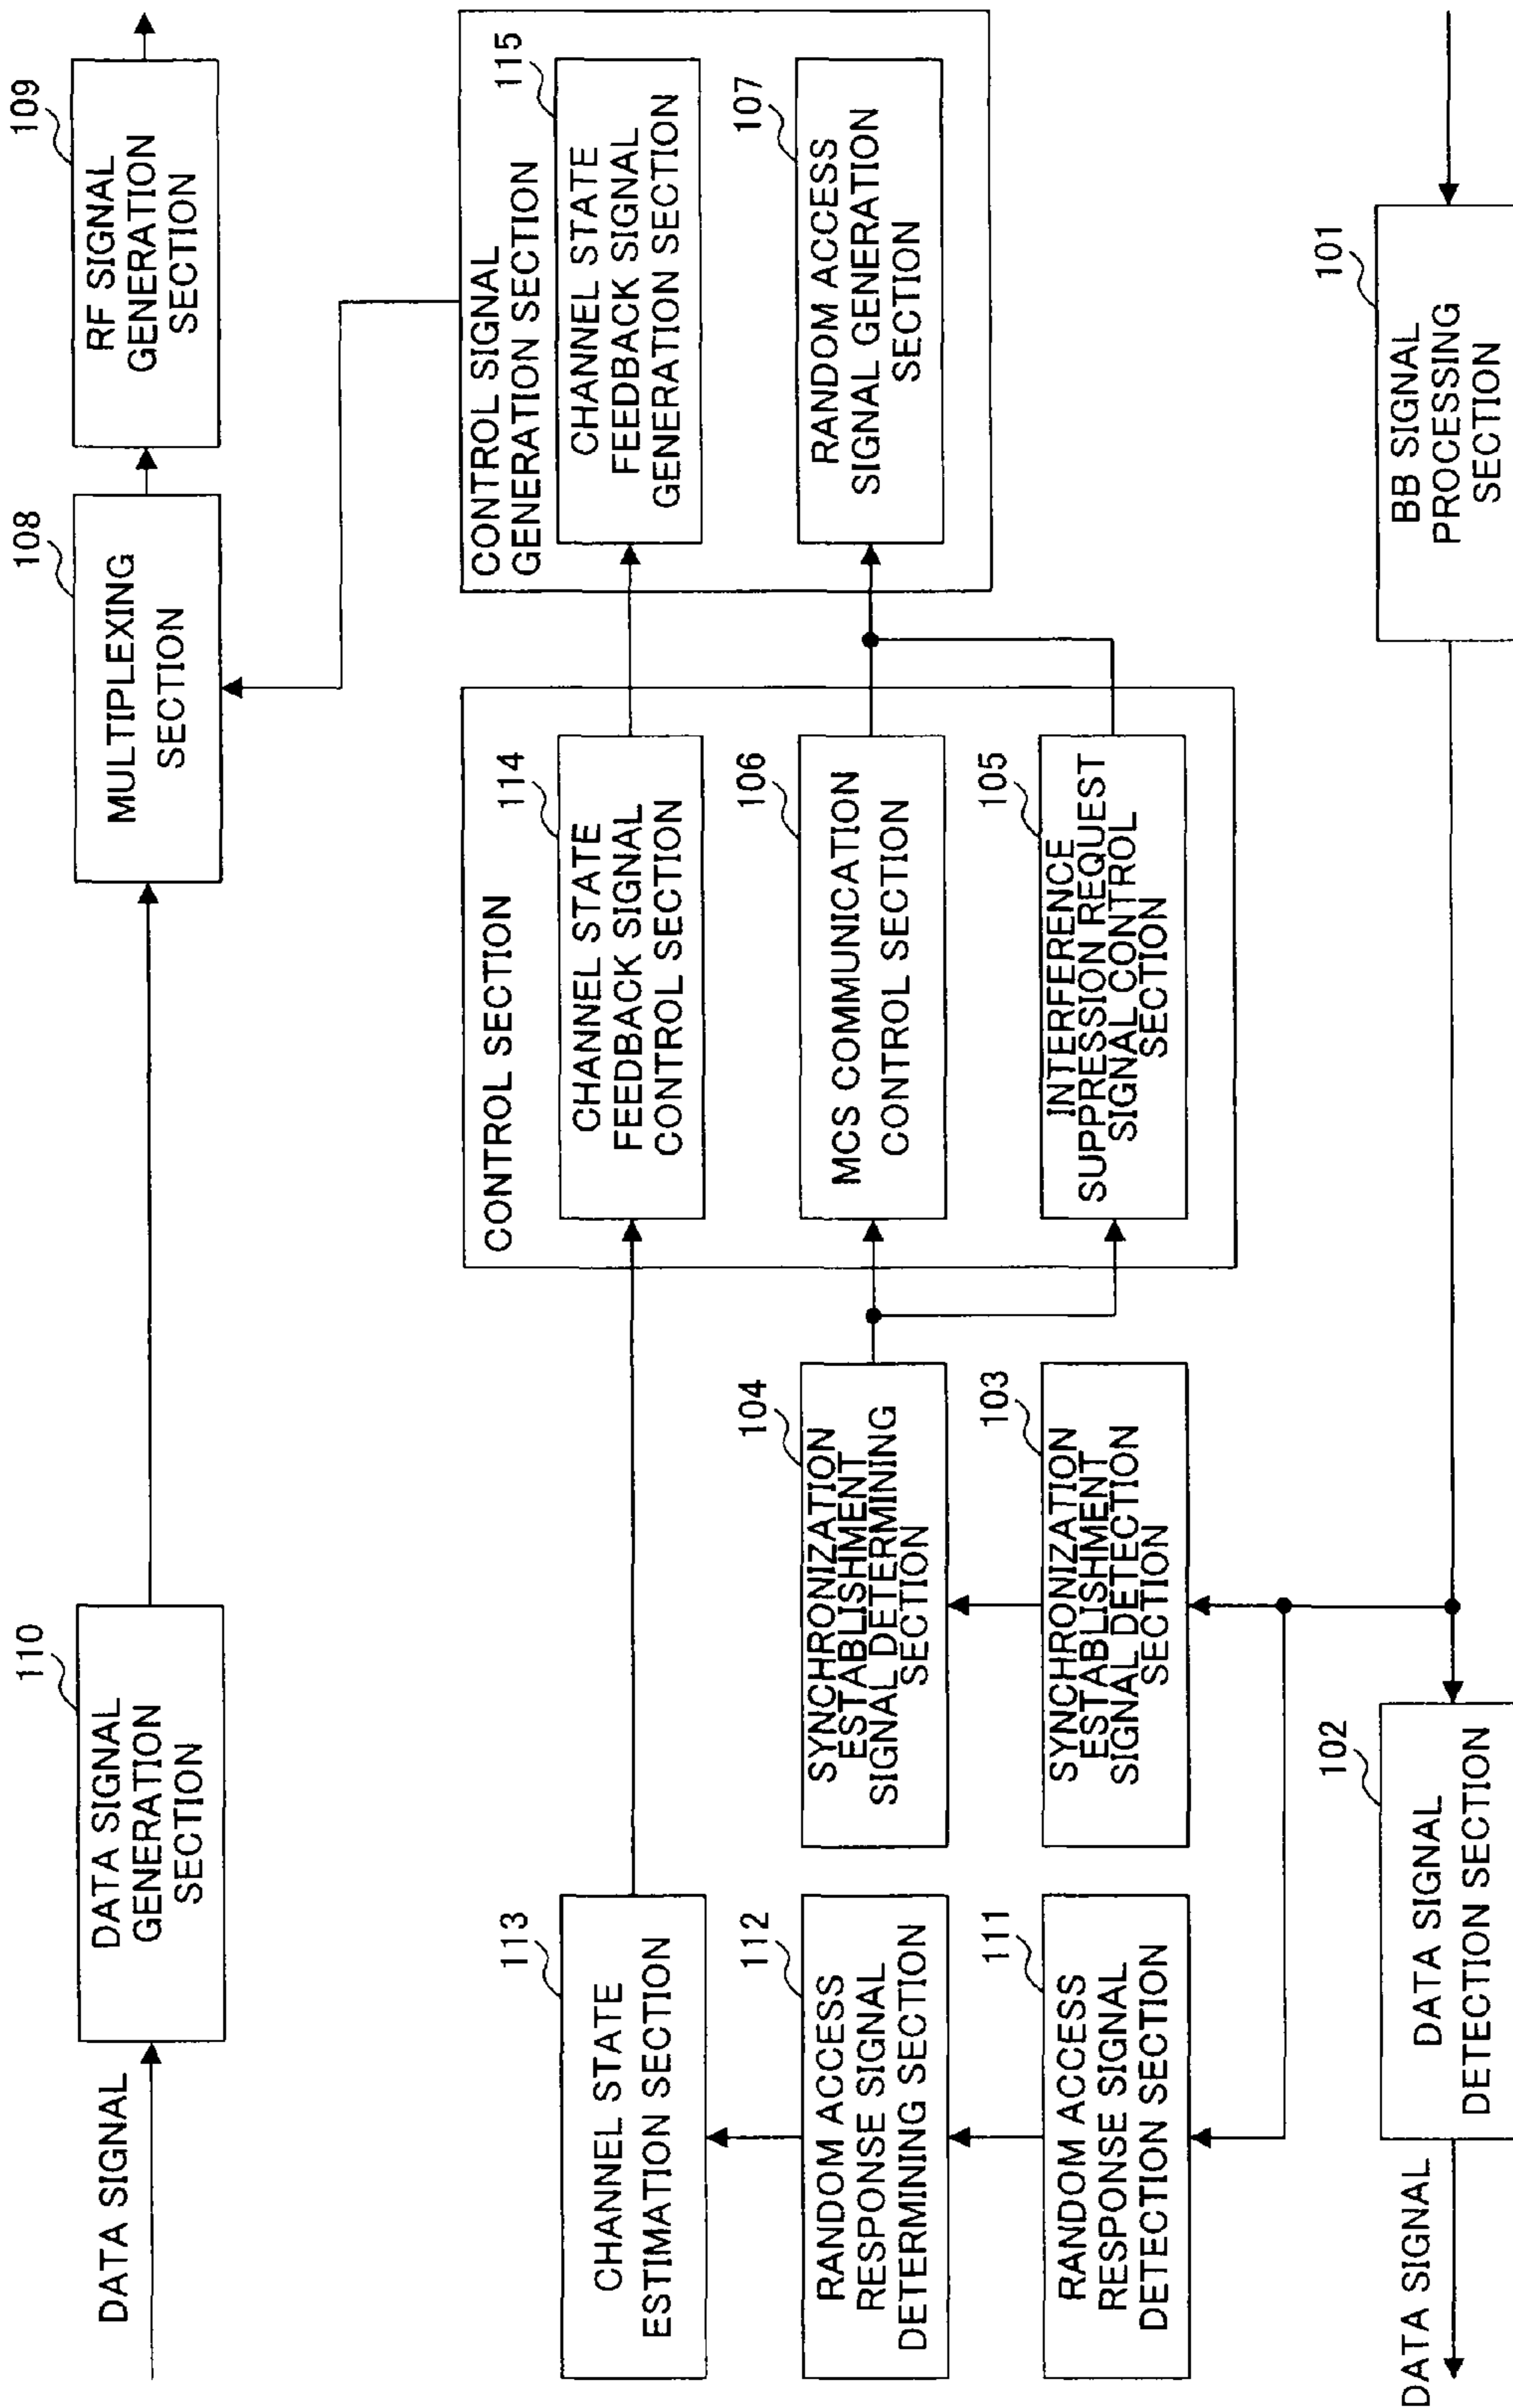 DATA SIGNAL
110
DATA SIGNAL
GENERATION
SECTION
108
MULTIPLEXING
SECTION
109
RF SIGNAL
GENERATION
SECTION
113
CHANNEL STATE
ESTIMATION SECTION
112
RANDOM ACCESS
RESPONSE SIGNAL
DETERMINING SECTION
111
RANDOM ACCESS
RESPONSE SIGNAL
DETECTION SECTION
104
SYNCHRONIZATION
ESTABLISHMENT
SIGNAL DETERMINING
SECTION
103
SYNCHRONIZATION
ESTABLISHMENT
SIGNAL DETECTION
SECTION
CONTROL SECTION
114
CHANNEL STATE
FEEDBACK SIGNAL
CONTROL SECTION
106
MCS COMMUNICATION
CONTROL SECTION
105
INTERFERENCE
SUPPRESSION REQUEST
SIGNAL CONTROL
SECTION
CONTROL SIGNAL
GENERATION SECTION
115
CHANNEL STATE
FEEDBACK SIGNAL
GENERATION SECTION
107
RANDOM ACCESS
SIGNAL GENERATION
SECTION
DATA SIGNAL
102
DATA SIGNAL
DETECTION SECTION
101
BB SIGNAL
PROCESSING
SECTION